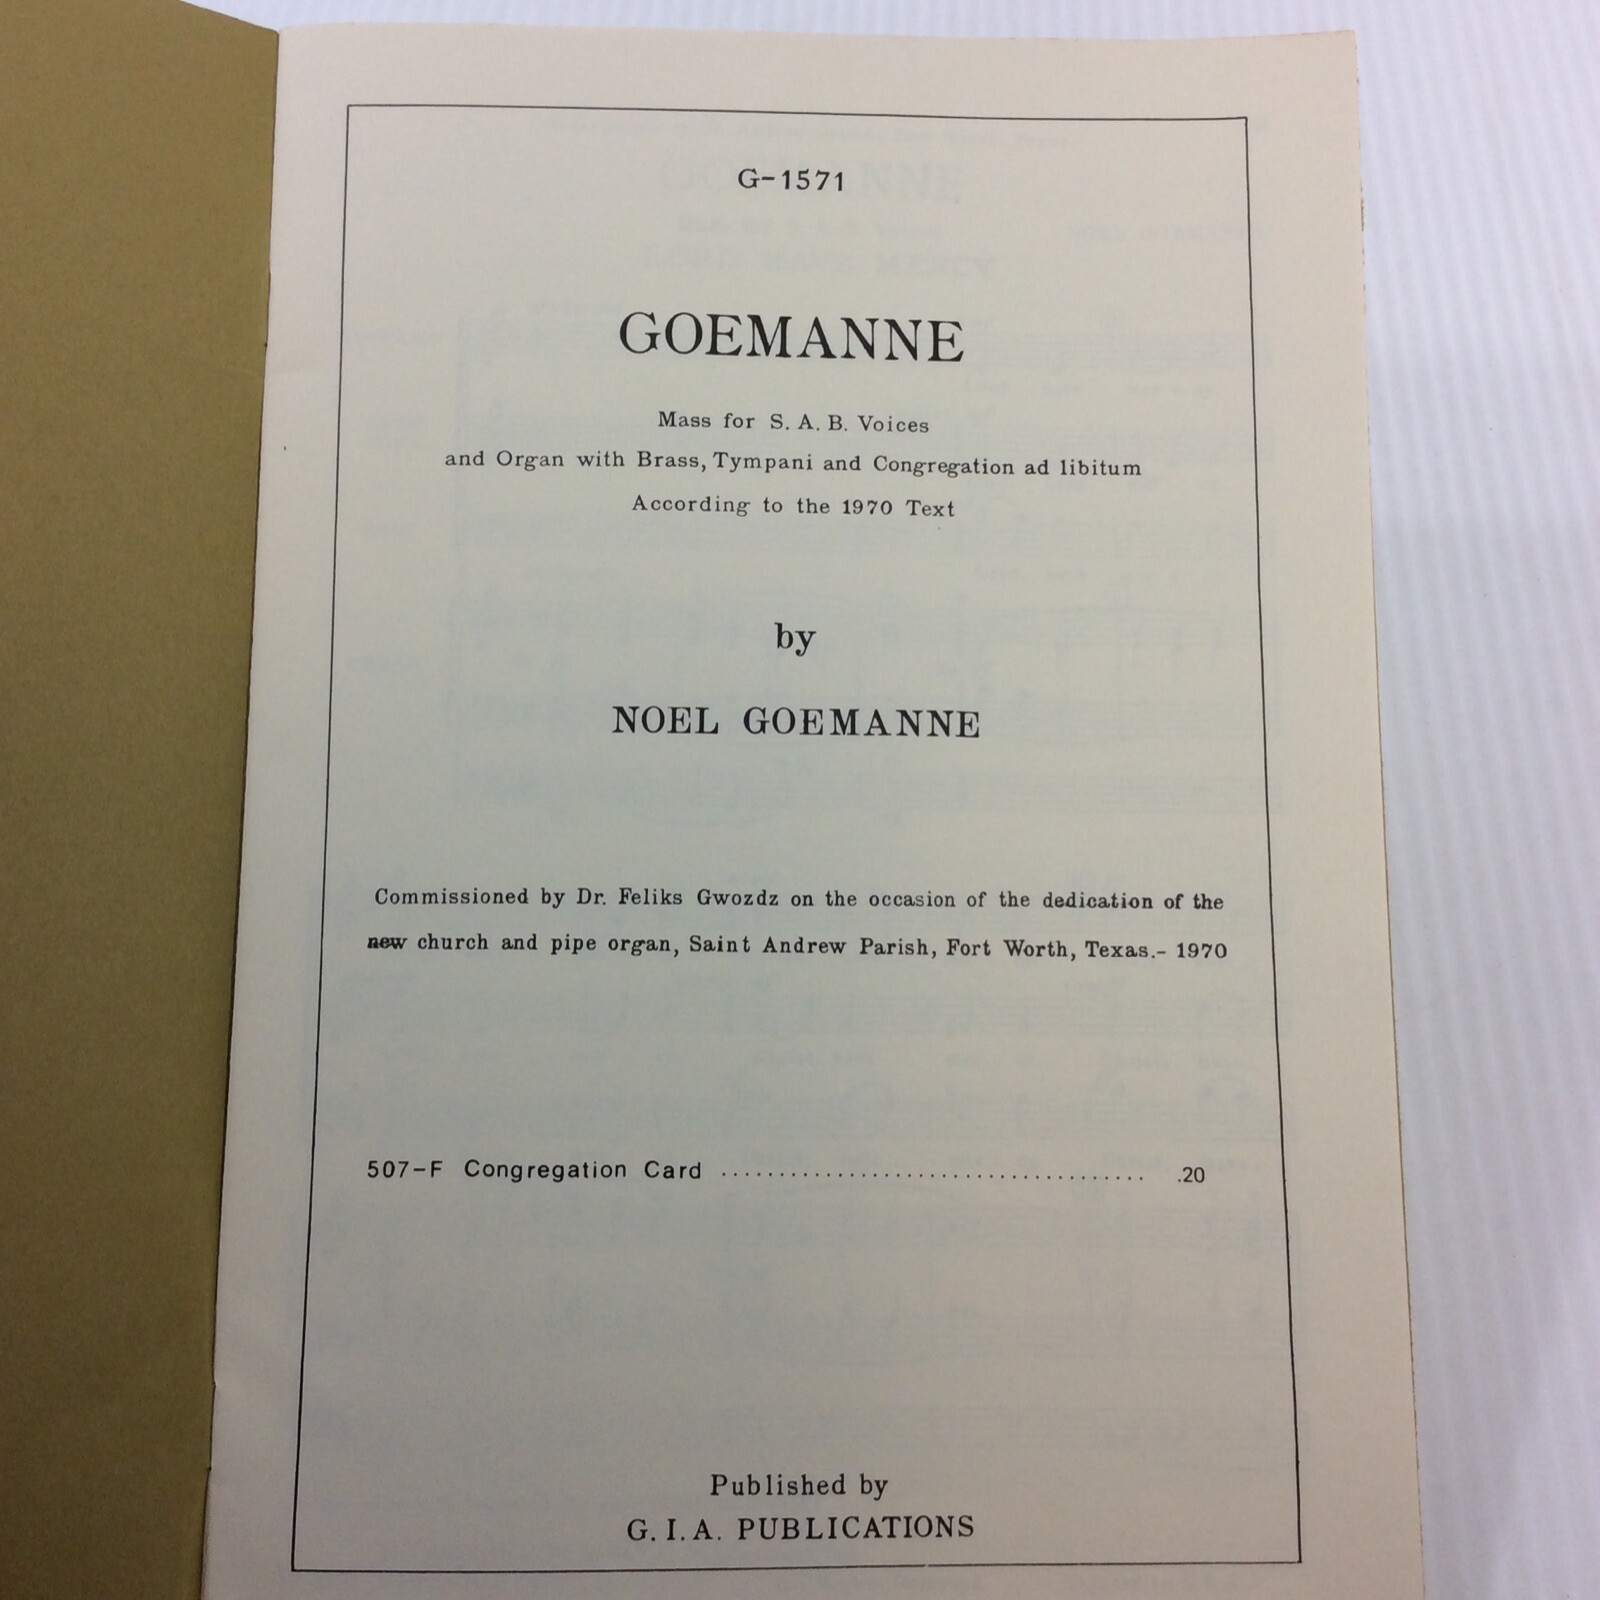 G-1571
GOEMANNE
Mass for S. A. B. Voices
and Organ with Brass, Tympani and Congregation ad libitum
According to the 1970 Text
by
NOEL GOEMANNE
Commissioned by Dr. Feliks Gwozdz on the occasion of the dedication of the
new church and pipe organ, Saint Andrew Parish, Fort Worth, Texas.- 1970
507-F Congregation Card ..................................... .20
Published by
G. I. A. PUBLICATIONS